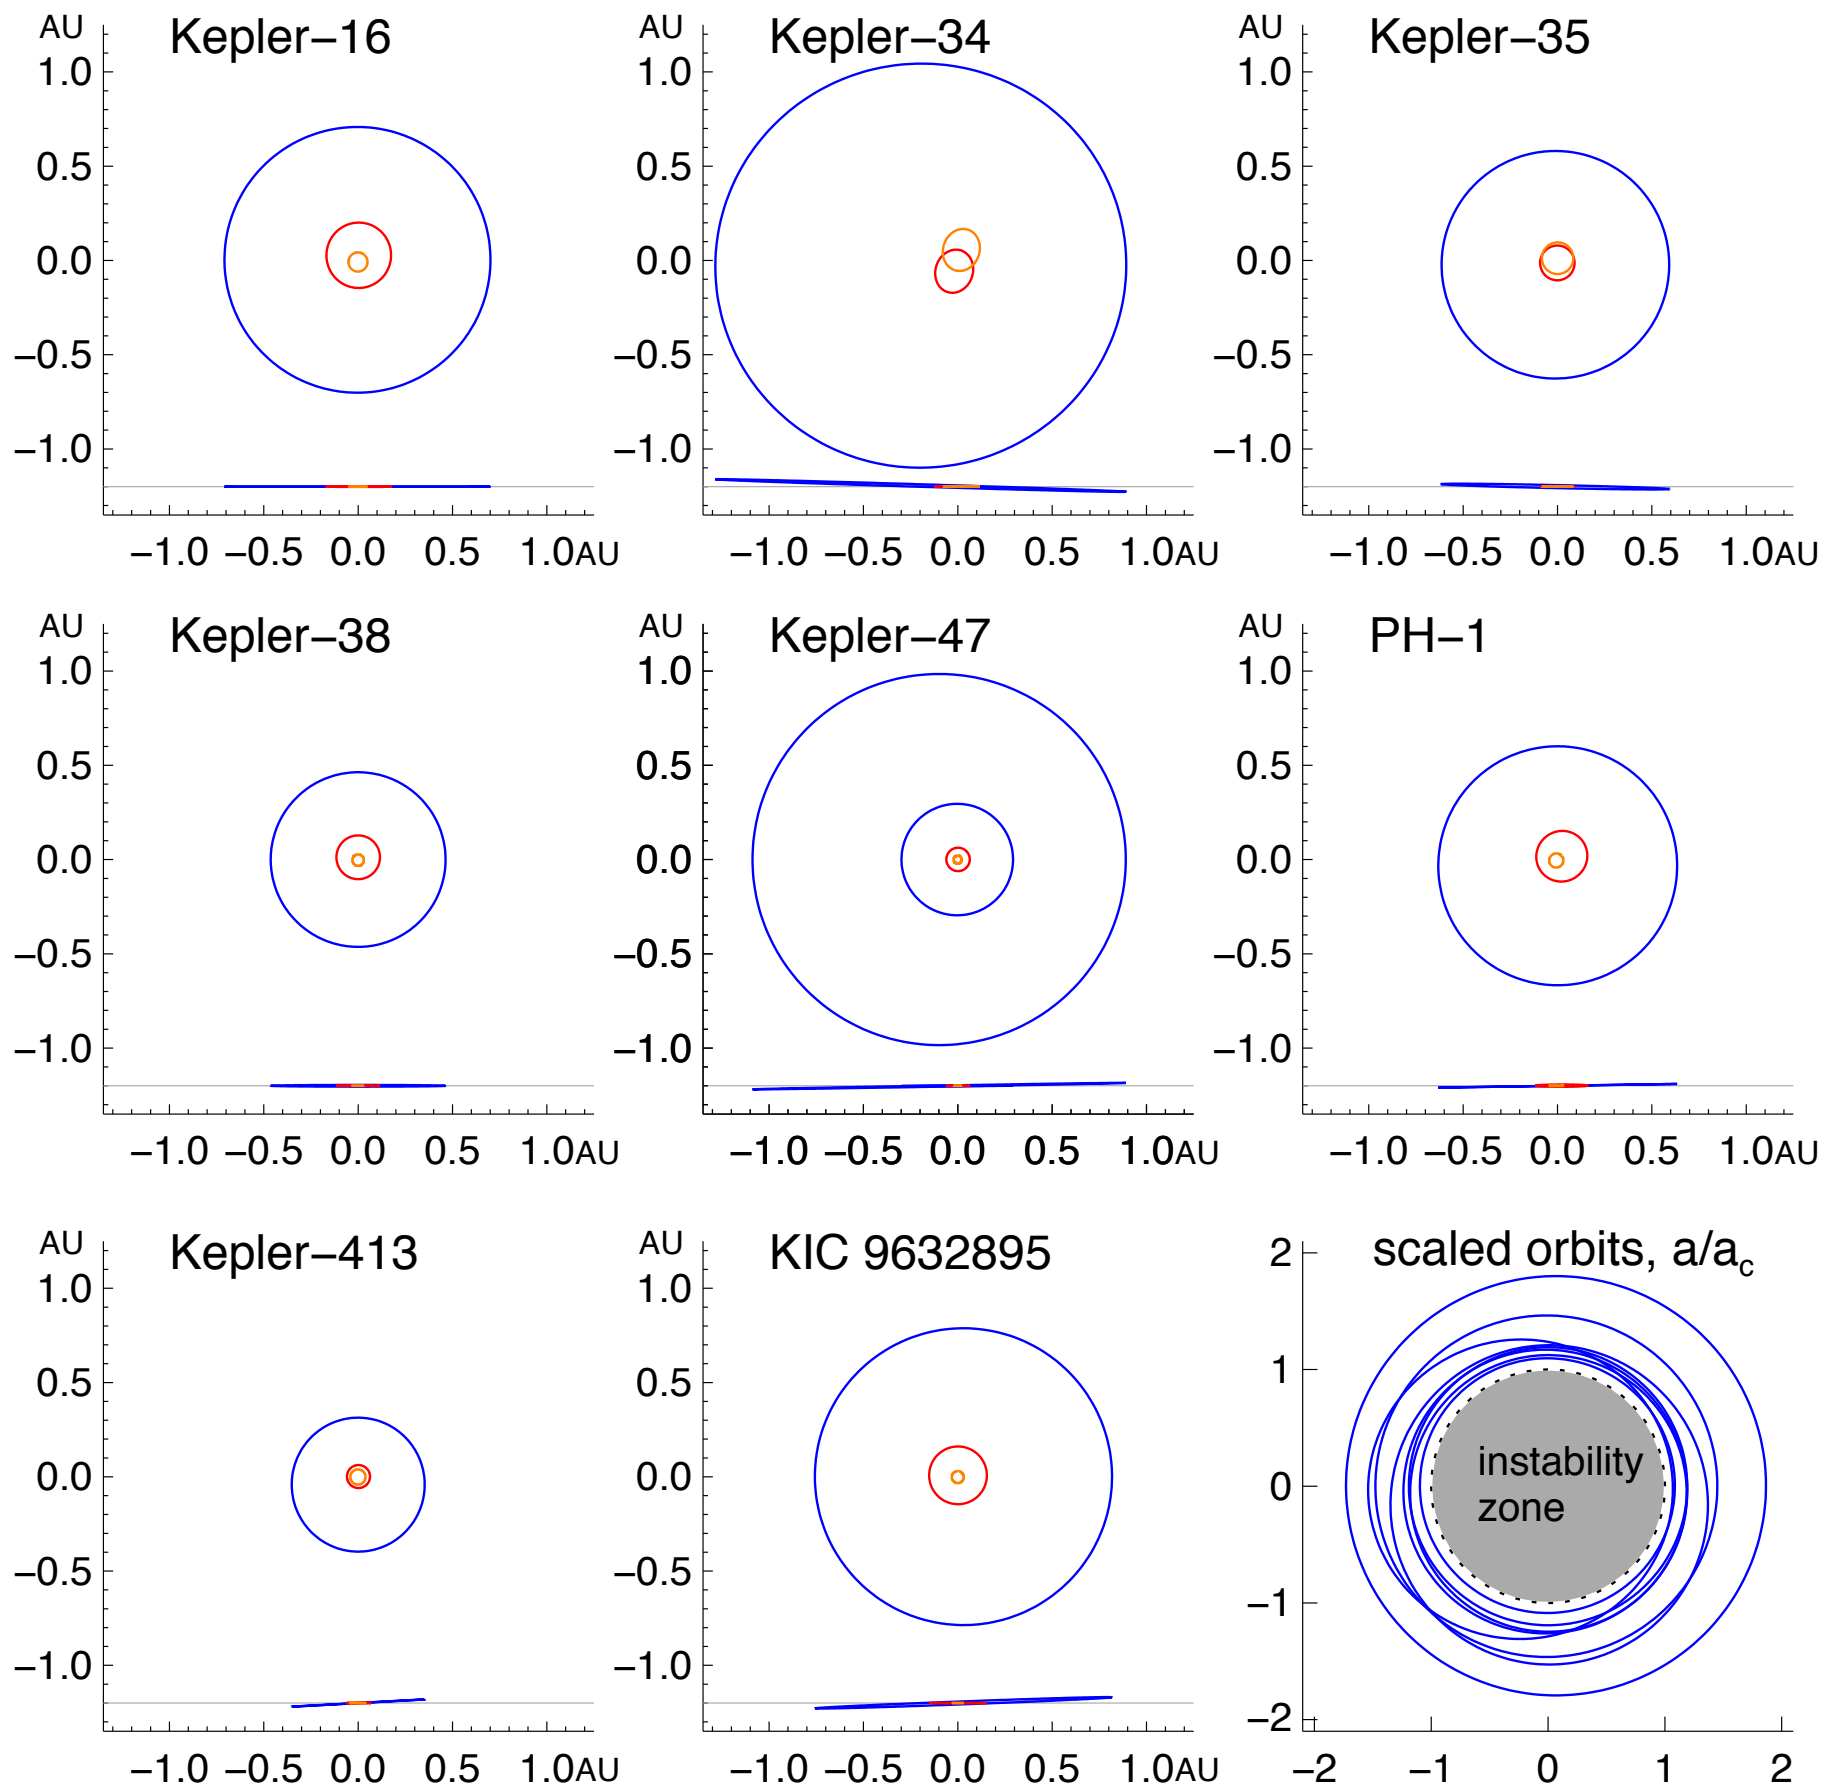 AU Kepler−16
1.0
0.5
0.0
−0.5
−1.0
−1.0 −0.5 0.0 0.5 1.0AU
AU Kepler−34
1.0
0.5
0.0
−0.5
−1.0
−1.0 −0.5 0.0 0.5 1.0AU
AU Kepler−35
1.0
0.5
0.0
−0.5
−1.0
−1.0 −0.5 0.0 0.5 1.0AU
AU Kepler−38
1.0
0.5
0.0
−0.5
−1.0
−1.0 −0.5 0.0 0.5 1.0AU
AU Kepler−47
1.0
0.5
0.0
−0.5
−1.0
−1.0 −0.5 0.0 0.5 1.0AU
AU PH−1
1.0
0.5
0.0
−0.5
−1.0
−1.0 −0.5 0.0 0.5 1.0AU
AU Kepler−413
1.0
0.5
0.0
−0.5
−1.0
−1.0 −0.5 0.0 0.5 1.0AU
AU KIC 9632895
1.0
0.5
0.0
−0.5
−1.0
−1.0 −0.5 0.0 0.5 1.0AU
2 scaled orbits, a/a<sub>c</sub>
1
instability
0
zone
−1
−2
−2 −1 0 1 2